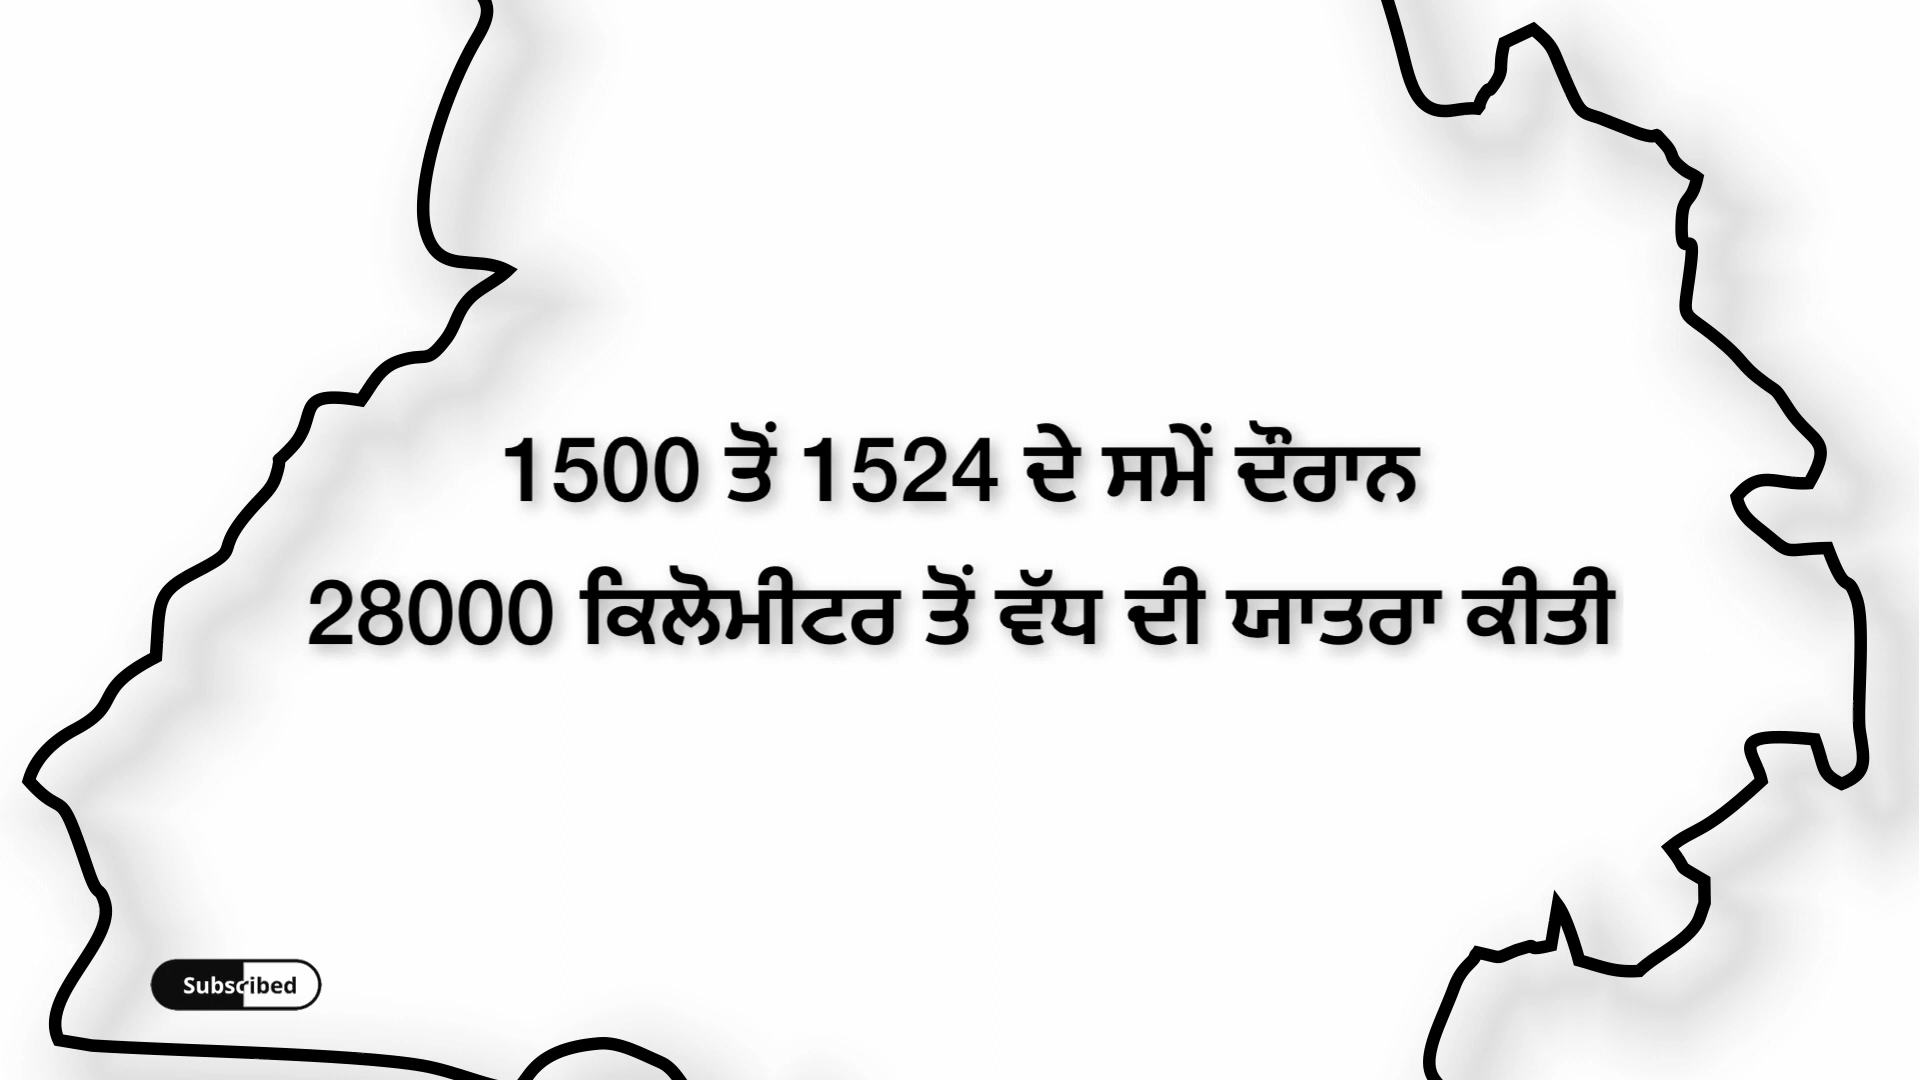 1500 ਤੋਂ 1524 ਦੇ ਸਮੇਂ ਦੌਰਾਨ
28000 ਕਿਲੋਮੀਟਰ ਤੋਂ ਵੱਧ ਦੀ ਯਾਤਰਾ ਕੀਤੀ
Subscribed